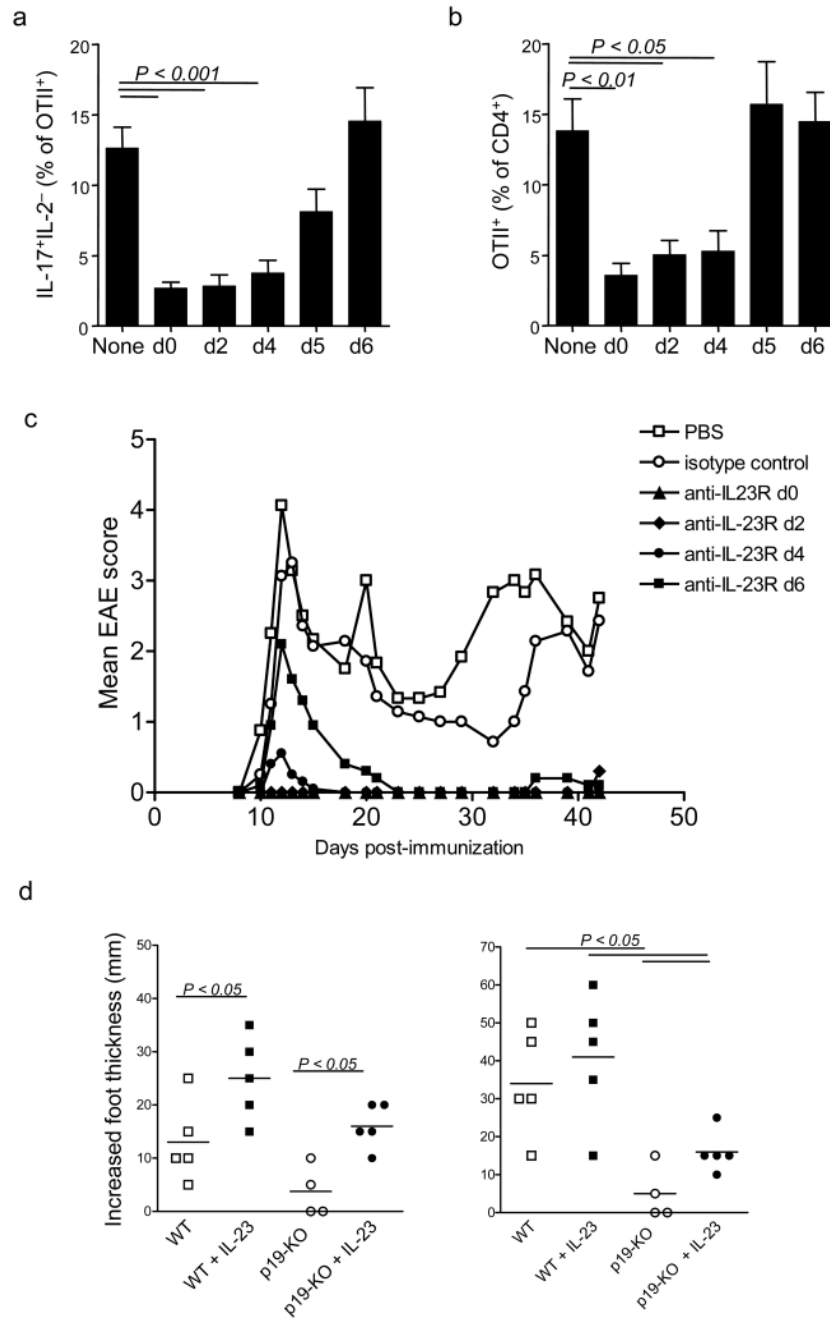 a
20
15
10
5
0
IL-17⁺IL-2⁻ (% of OTII⁺)
P < 0.001
None d0 d2 d4 d5 d6
b
20
15
10
5
0
OTII⁺ (% of CD4⁺)
P < 0.05
P < 0.01
None d0 d2 d4 d5 d6
c
5
4
3
2
1
0
Mean EAE score
0 10 20 30 40 50
Days post-immunization
PBS
isotype control
anti-IL23R d0
anti-IL-23R d2
anti-IL-23R d4
anti-IL-23R d6
d
Increased foot thickness (mm)
50
40
30
20
10
0
P < 0.05
P < 0.05
WT
WT + IL-23
p19-KO
p19-KO + IL-23
70
60
50
40
30
20
10
0
P < 0.05
WT
WT + IL-23
p19-KO
p19-KO + IL-23